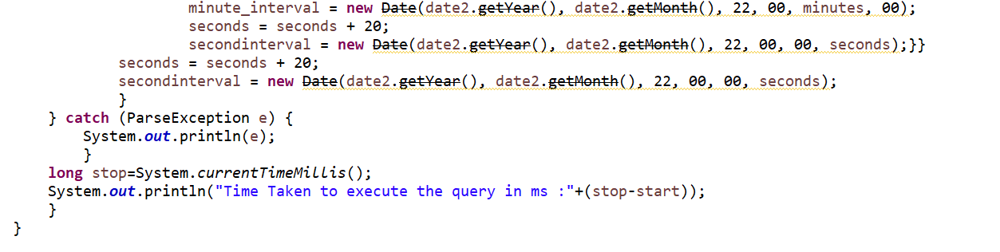 minute_interval = new Date(date2.getYear(), date2.getMonth(), 22, 00, minutes, 00);
seconds = seconds + 20;
secondinterval = new Date(date2.getYear(), date2.getMonth(), 22, 00, 00, seconds);}}
seconds = seconds + 20;
secondinterval = new Date(date2.getYear(), date2.getMonth(), 22, 00, 00, seconds);
}
} catch (ParseException e) {
System.out.println(e);
}
long stop=System.currentTimeMillis();
System.out.println("Time Taken to execute the query in ms :"+(stop-start));
}
}